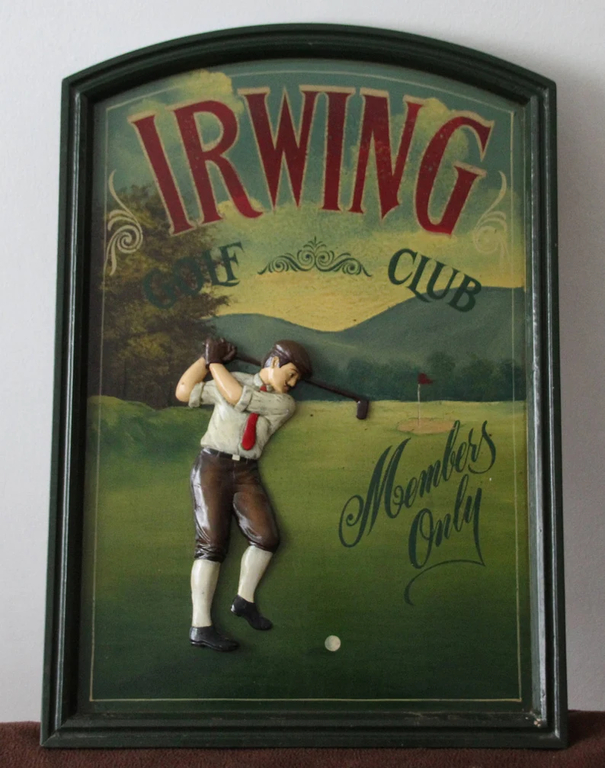 IRWING
GOLF CLUB
Members
Only